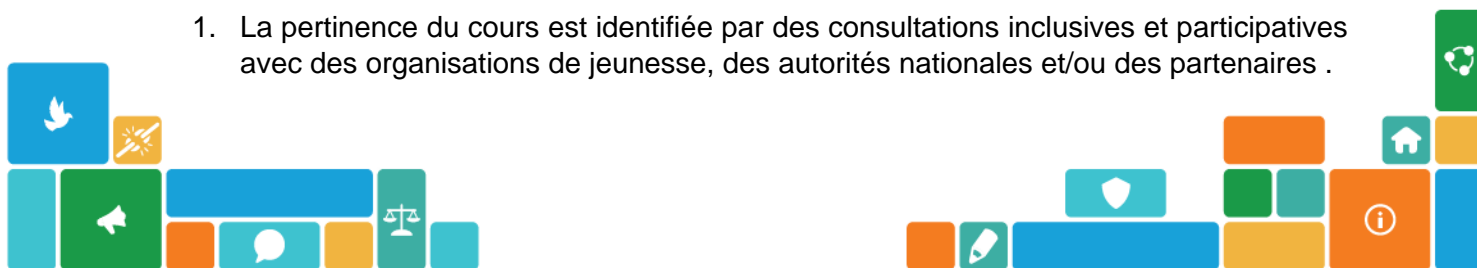 1. La pertinence du cours est identifiée par des consultations inclusives et participatives
avec des organisations de jeunesse, des autorités nationales et/ou des partenaires .